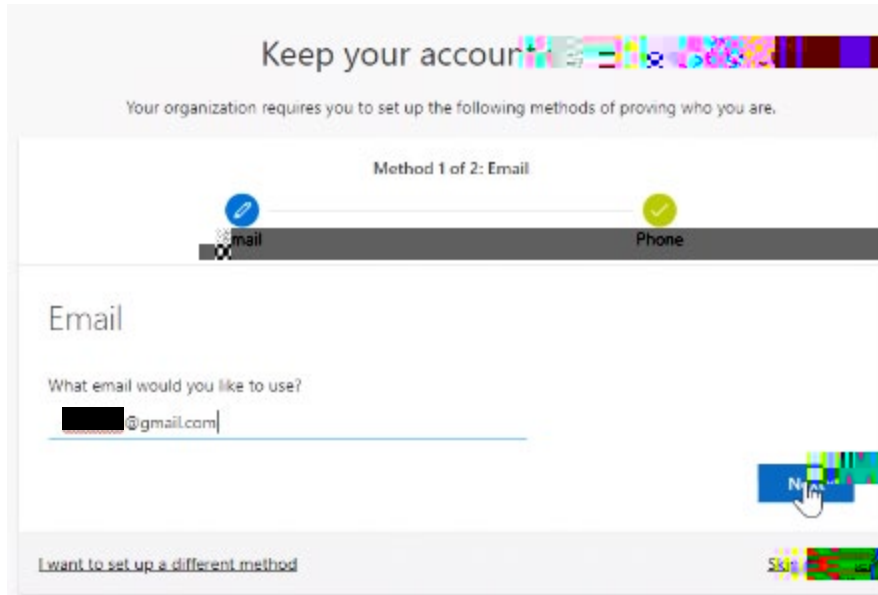 Keep your
Your organization requires you to set up the following methods of proving who you are.
Method 1 of 2: Email
Phone
Email
What email would you like to use?
@gmail.com
I want to set up a different method